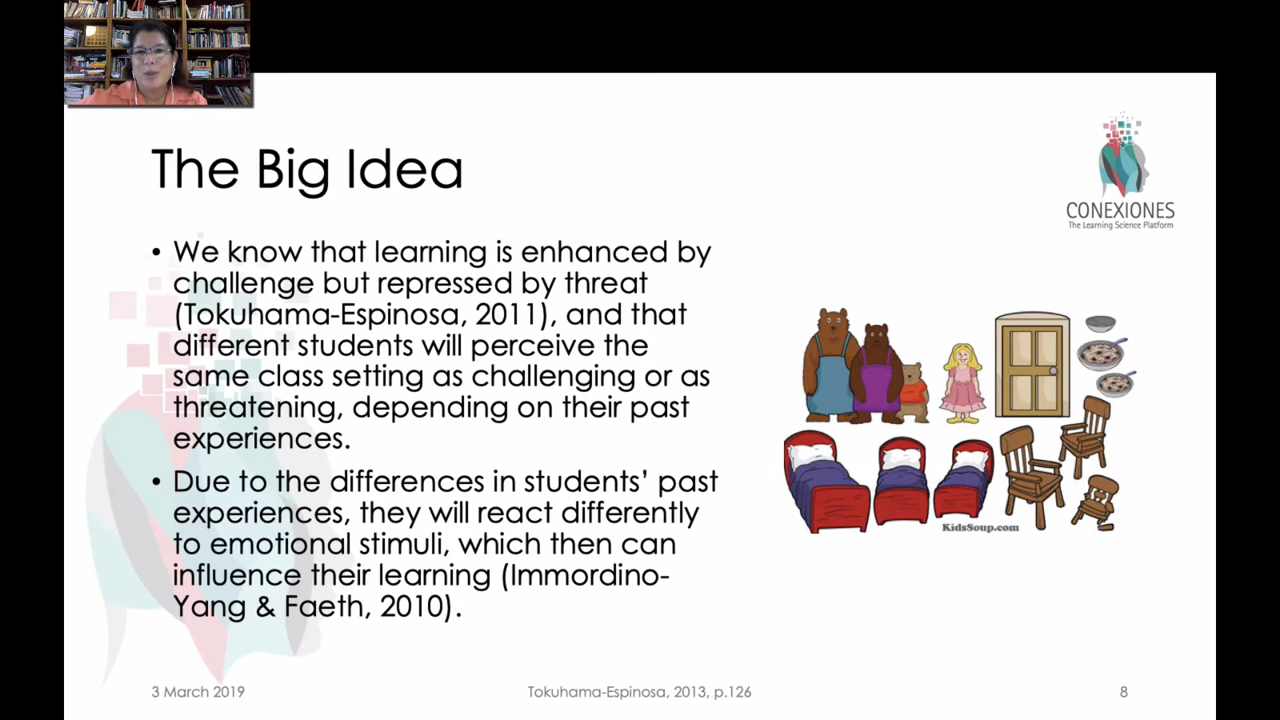 The Big Idea
CONEXIONES
The Learning Science Platform
• We know that learning is enhanced by
challenge but repressed by threat
(Tokuhama-Espinosa, 2011), and that
different students will perceive the
same class setting as challenging or as
threatening, depending on their past
experiences.
• Due to the differences in students’ past
experiences, they will react differently
to emotional stimuli, which then can
influence their learning (Immordino-
Yang & Faeth, 2010).
KidsSoup.com
3 March 2019
Tokuhama-Espinosa, 2013, p.126
8